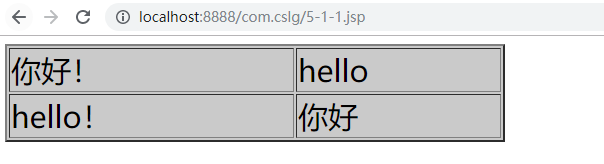 localhost:8888/com.cslg/5-1-1.jsp
你好! hello
hello! 你好